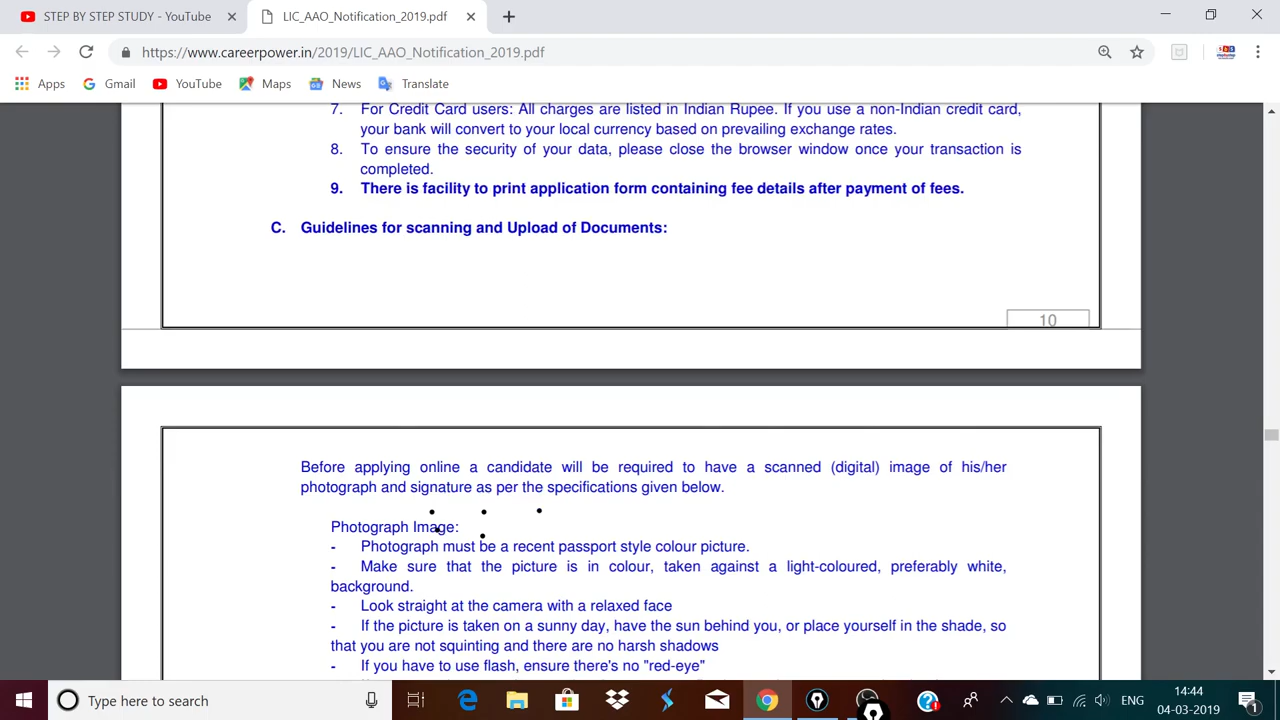 STEP BY STEP STUDY - YouTube
LIC_AAO_Notification_2019.pdf
https://www.careerpower.in/2019/LIC_AAO_Notification_2019.pdf
Apps Gmail YouTube Maps News Translate
7. For Credit Card users: All charges are listed in Indian Rupee. If you use a non-Indian credit card,
your bank will convert to your local currency based on prevailing exchange rates.
8. To ensure the security of your data, please close the browser window once your transaction is
completed.
9. There is facility to print application form containing fee details after payment of fees.
C. Guidelines for scanning and Upload of Documents:
10
Before applying online a candidate will be required to have a scanned (digital) image of his/her
photograph and signature as per the specifications given below.
Photograph Image:
- Photograph must be a recent passport style colour picture.
- Make sure that the picture is in colour, taken against a light-coloured, preferably white,
background.
- Look straight at the camera with a relaxed face
- If the picture is taken on a sunny day, have the sun behind you, or place yourself in the shade, so
that you are not squinting and there are no harsh shadows
- If you have to use flash, ensure there's no "red-eye"
Type here to search
ENG
14:44
04-03-2019
1